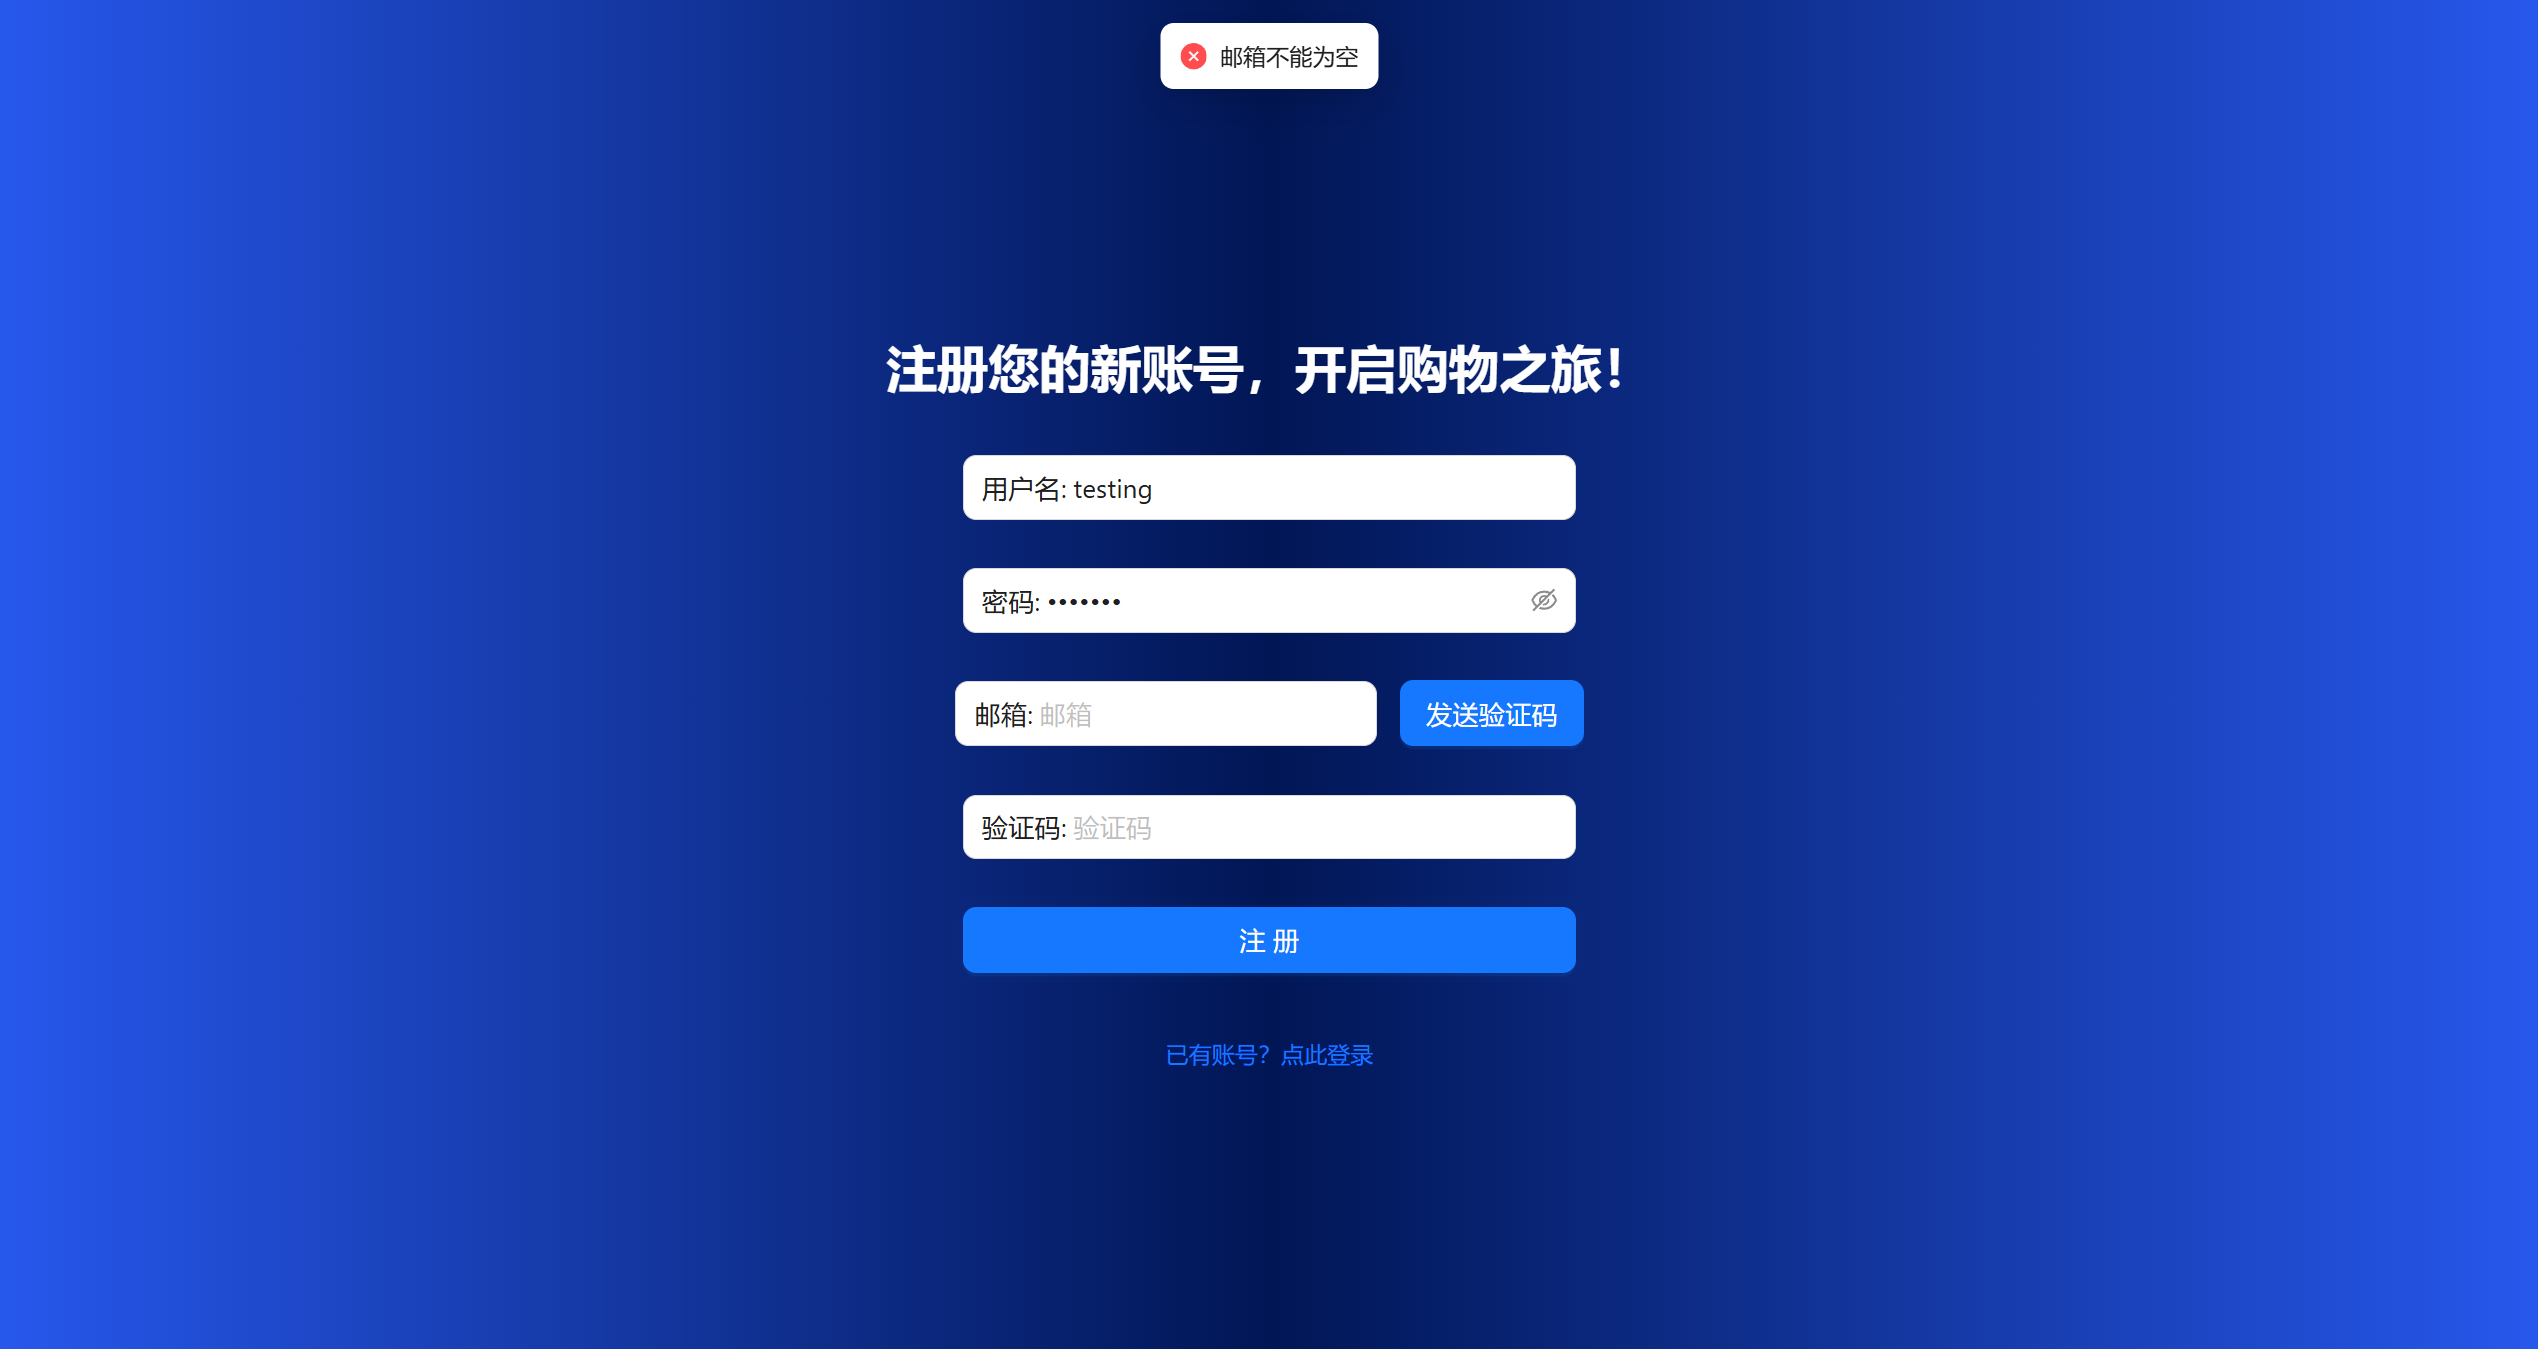 邮箱不能为空
注册您的新账号，开启购物之旅！
用户名: testing
密码: •••••••
邮箱: 邮箱
发送验证码
验证码: 验证码
注 册
已有账号？点此登录